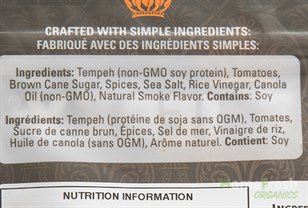 CRAFTED WITH SIMPLE INGREDIENTS:
FABRIQUÉ AVEC DES INGRÉDIENTS SIMPLES:
Ingredients: Tempeh (non-GMO soy protein), Tomatoes,
Brown Cane Sugar, Spices, Sea Salt, Rice Vinegar, Canola
Oil (non-GMO), Natural Smoke Flavor. Contains: Soy
Ingrédients: Tempeh (protéine de soja sans OGM), Tomates,
Sucre de canne brun, Épices, Sel de mer, Vinaigre de riz,
Huile de canola (sans OGM), Arôme naturel. Contient: Soy
ORGANICS
NUTRITION INFORMATION